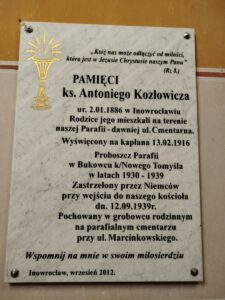 „Któż nas może odłączyć od miłości,
która jest w Jezusie Chrystusie naszym Panu"
(Rz 8.)
PAMIĘCI
ks. Antoniego Kozłowicza
ur. 2.01.1886 w Inowrocławiu
Rodzice jego mieszkali na terenie
naszej Parafii - dawniej ul. Cmentarna.
Wyświęcony na kapłana 13.02.1916
Proboszcz Parafii
w Bukowcu k/Nowego Tomyśla
w latach 1930 - 1939
Zastrzelony przez Niemców
przy wejściu do naszego kościoła
dn. 12.09.1939r.
Pochowany w grobowcu rodzinnym
na parafialnym cmentarzu
przy ul. Marcinkowskiego.
Wspomnij na mnie w swoim miłosierdziu
Inowrocław, wrzesień 2012.